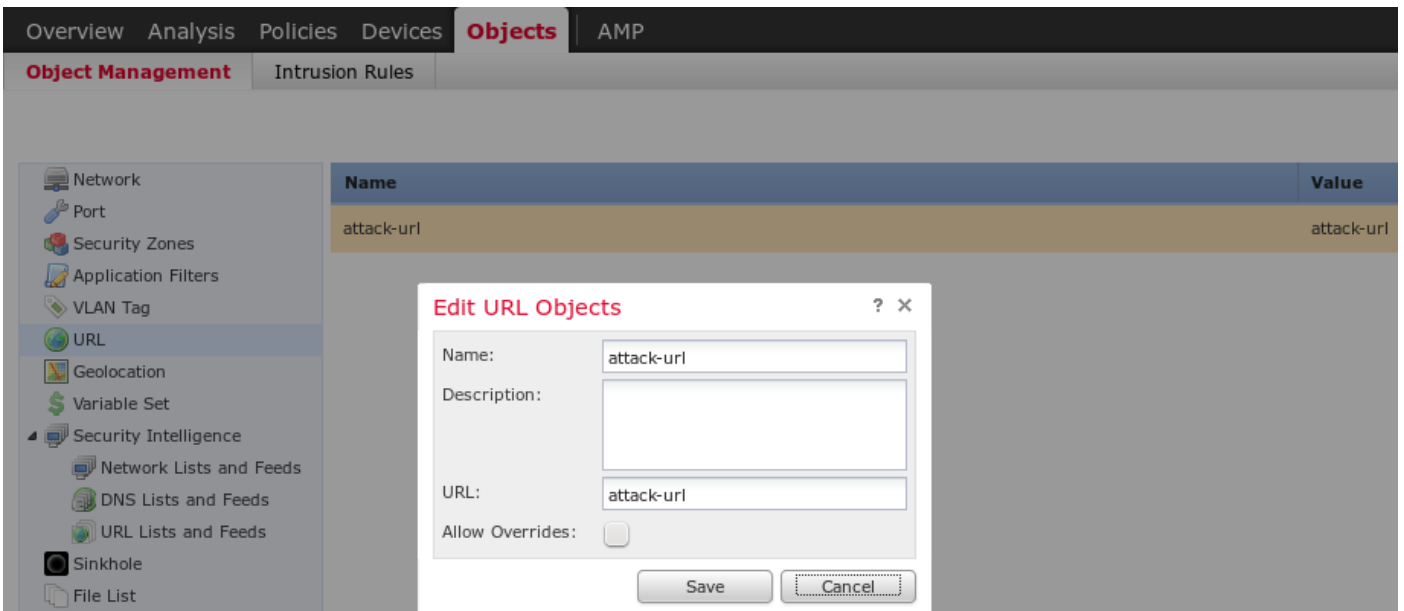 Overview Analysis Policies Devices Objects AMP
Object Management Intrusion Rules
Network
Port
Security Zones
Application Filters
VLAN Tag
URL
Geolocation
Variable Set
Security Intelligence
Network Lists and Feeds
DNS Lists and Feeds
URL Lists and Feeds
Sinkhole
File List
Name Value
attack-url attack-url
Edit URL Objects ? ×
Name: attack-url
Description:
URL: attack-url
Allow Overrides:
Save Cancel